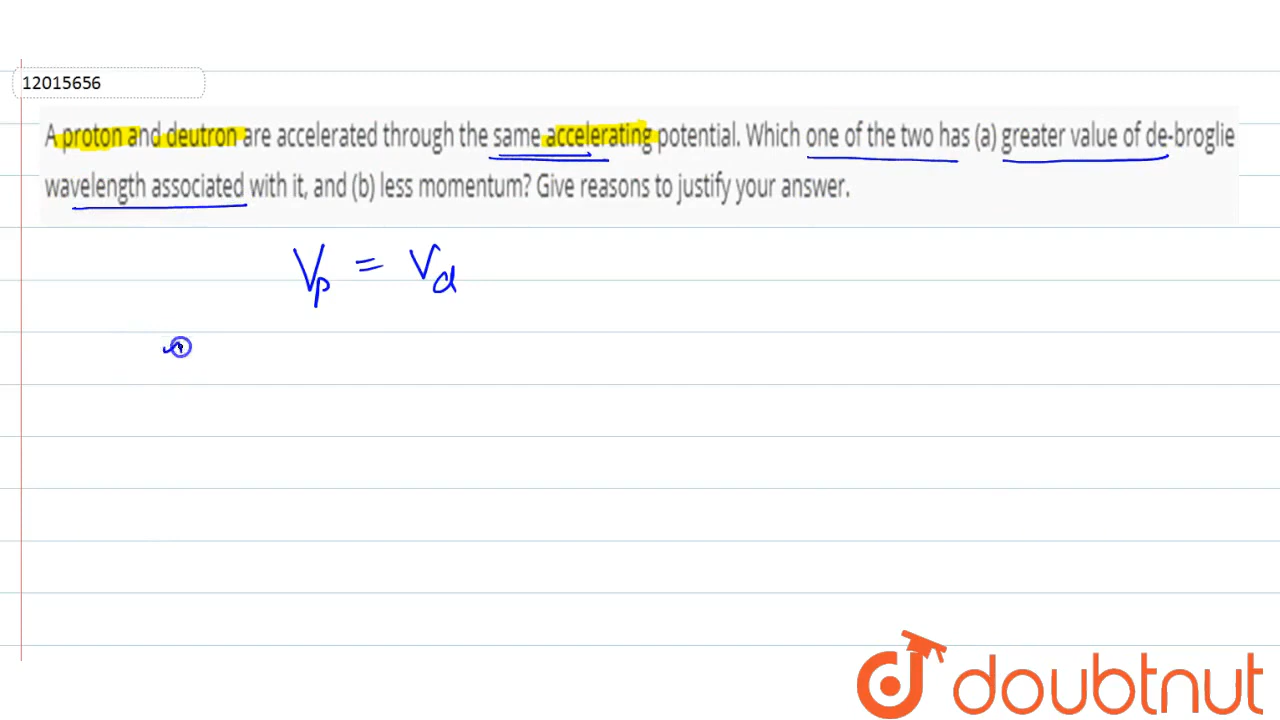 12015656
A proton and deutron are accelerated through the same accelerating potential. Which one of the two has (a) greater value of de-broglie
wavelength associated with it, and (b) less momentum? Give reasons to justify your answer.
Vp = Vd
doubtnut